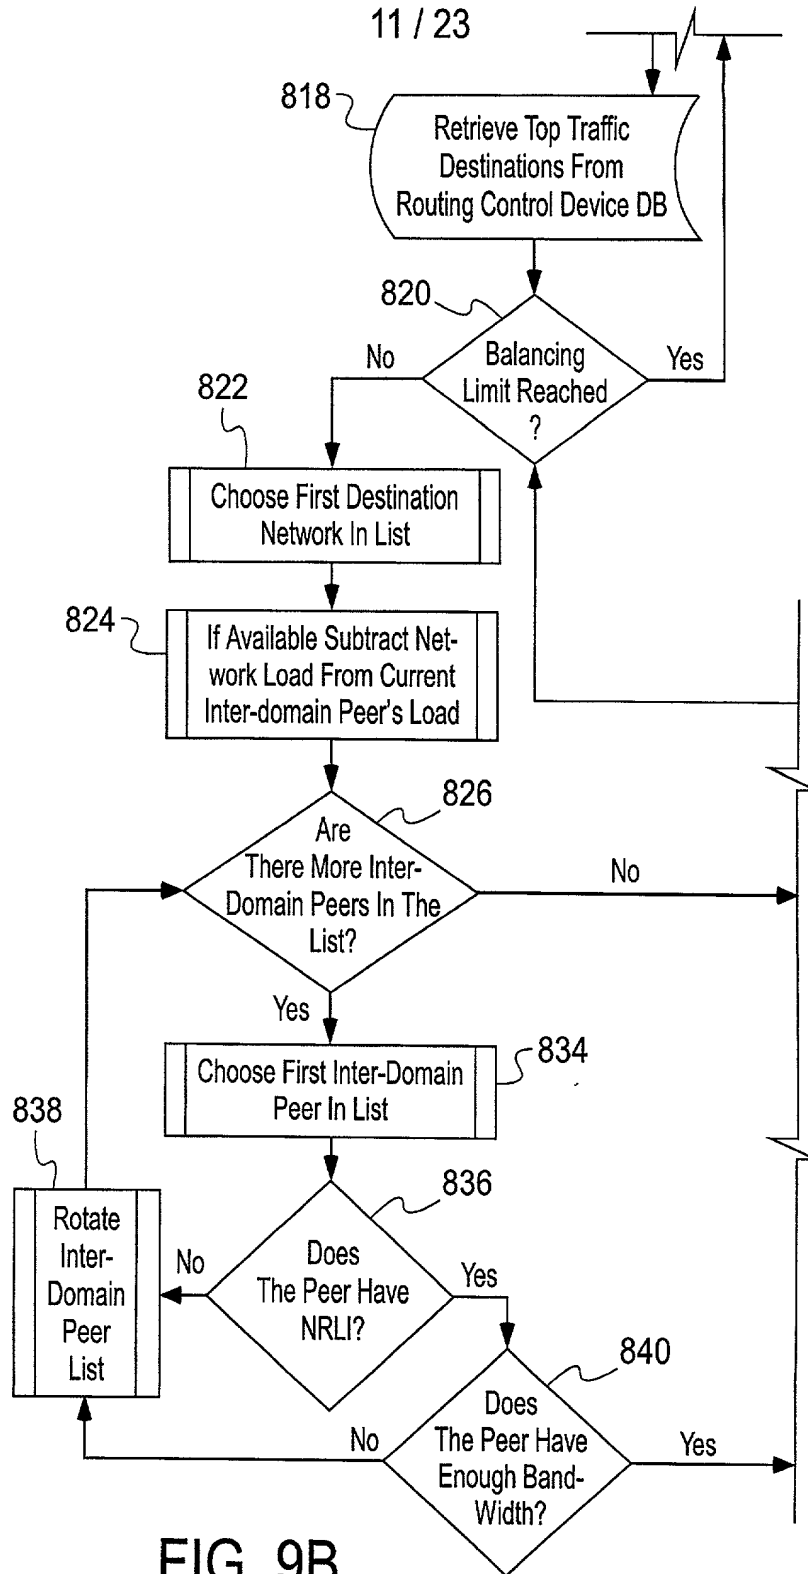 11 / 23
818
Retrieve Top Traffic
Destinations From
Routing Control Device DB
820
Balancing
Limit Reached
?
No
Yes
822
Choose First Destination
Network In List
824
If Available Subtract Net-
work Load From Current
Inter-domain Peer's Load
826
Are
There More Inter-
Domain Peers In The
List?
No
Yes
834
Choose First Inter-Domain
Peer In List
838
Rotate
Inter-
Domain
Peer
List
836
Does
The Peer Have
NRLI?
No
Yes
840
Does
The Peer Have
Enough Band-
Width?
No
Yes
FIG. 9B